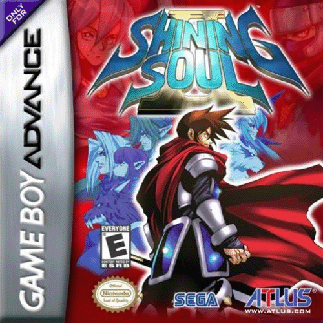 ONLY
FOR
GAME BOY ADVANCE
SHINING
SOUL
II
EVERYONE
E
CONTENT RATED BY
ESRB
Official
Nintendo
Seal of Quality
SEGA
ATLUS
WWW.ATLUS.COM